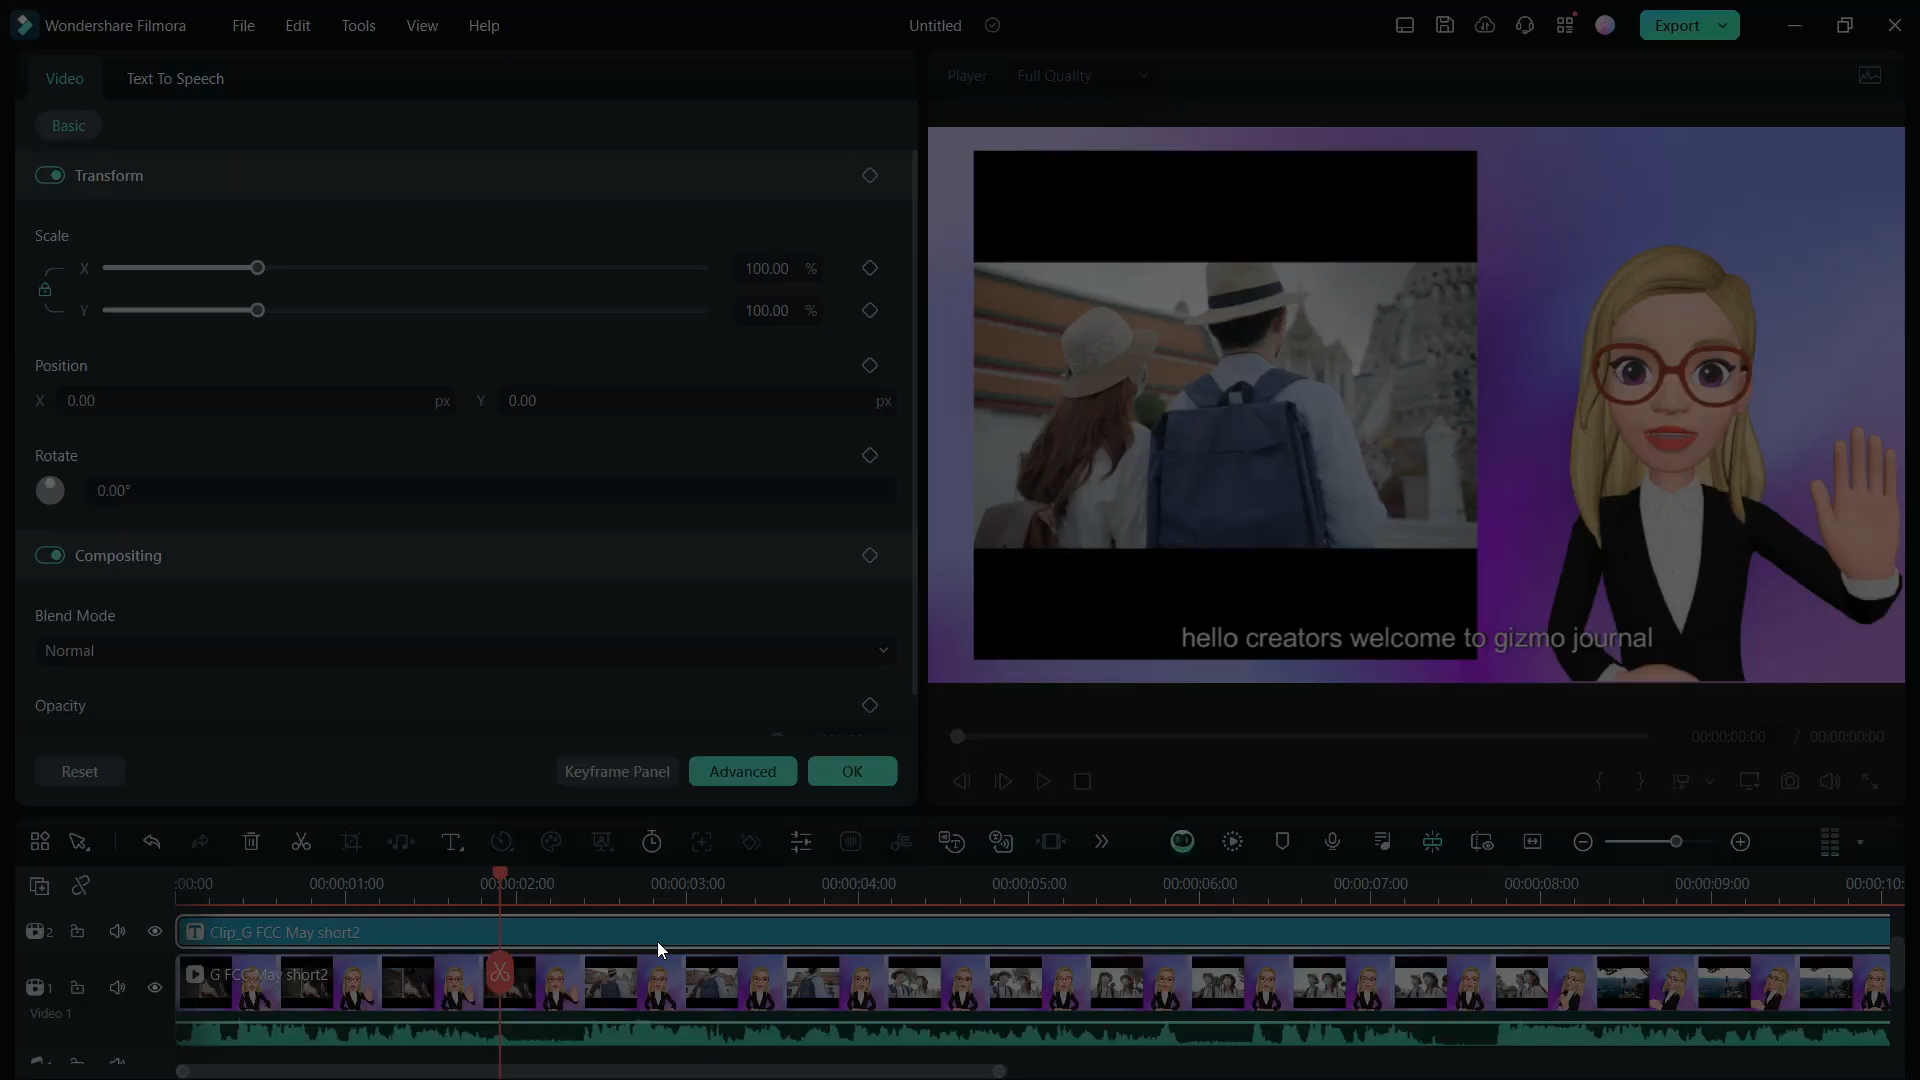 Wondershare Filmora File Edit Tools View Help Untitled Export
Video Text To Speech
Basic
Transform
Scale
X 100.00 %
Y 100.00 %
Position
X 0.00 px Y 0.00 px
Rotate
0.00°
Compositing
Blend Mode
Normal
Opacity
Reset Keyframe Panel Advanced OK
Player Full Quality
hello creators welcome to gizmo journal
00:00:00:00 / 00:00:00:00
:00:00 00:00:01:00 00:00:02:00 00:00:03:00 00:00:04:00 00:00:05:00 00:00:06:00 00:00:07:00 00:00:08:00 00:00:09:00 00:00:10:
2 Clip_G FCC May short2
G FCC May short2
1
Video 1